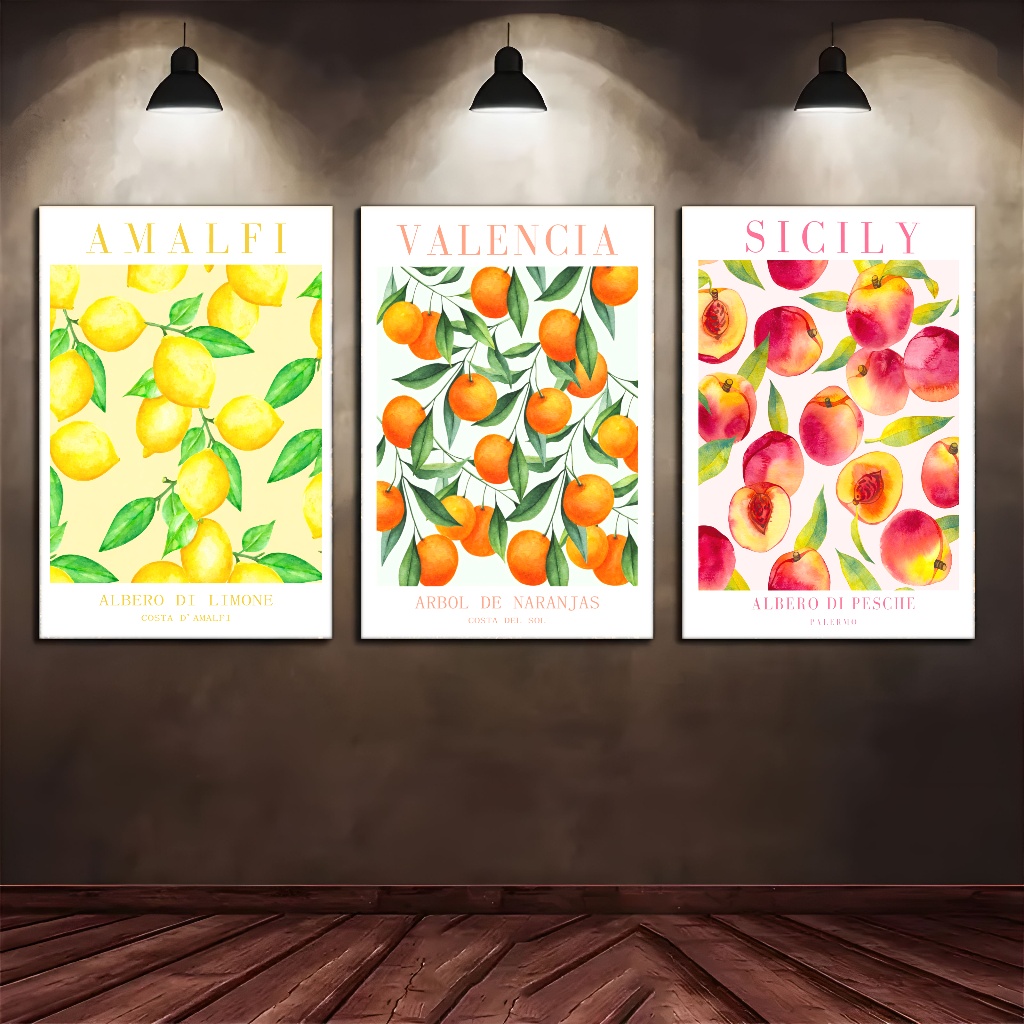 AMALFI
ALBERO DI LIMONE
COSTA D'AMALFI
VALENCIA
ARBOL DE NARANJAS
COSTA DEL SOL
SICILY
ALBERO DI PESCHE
PALERMO